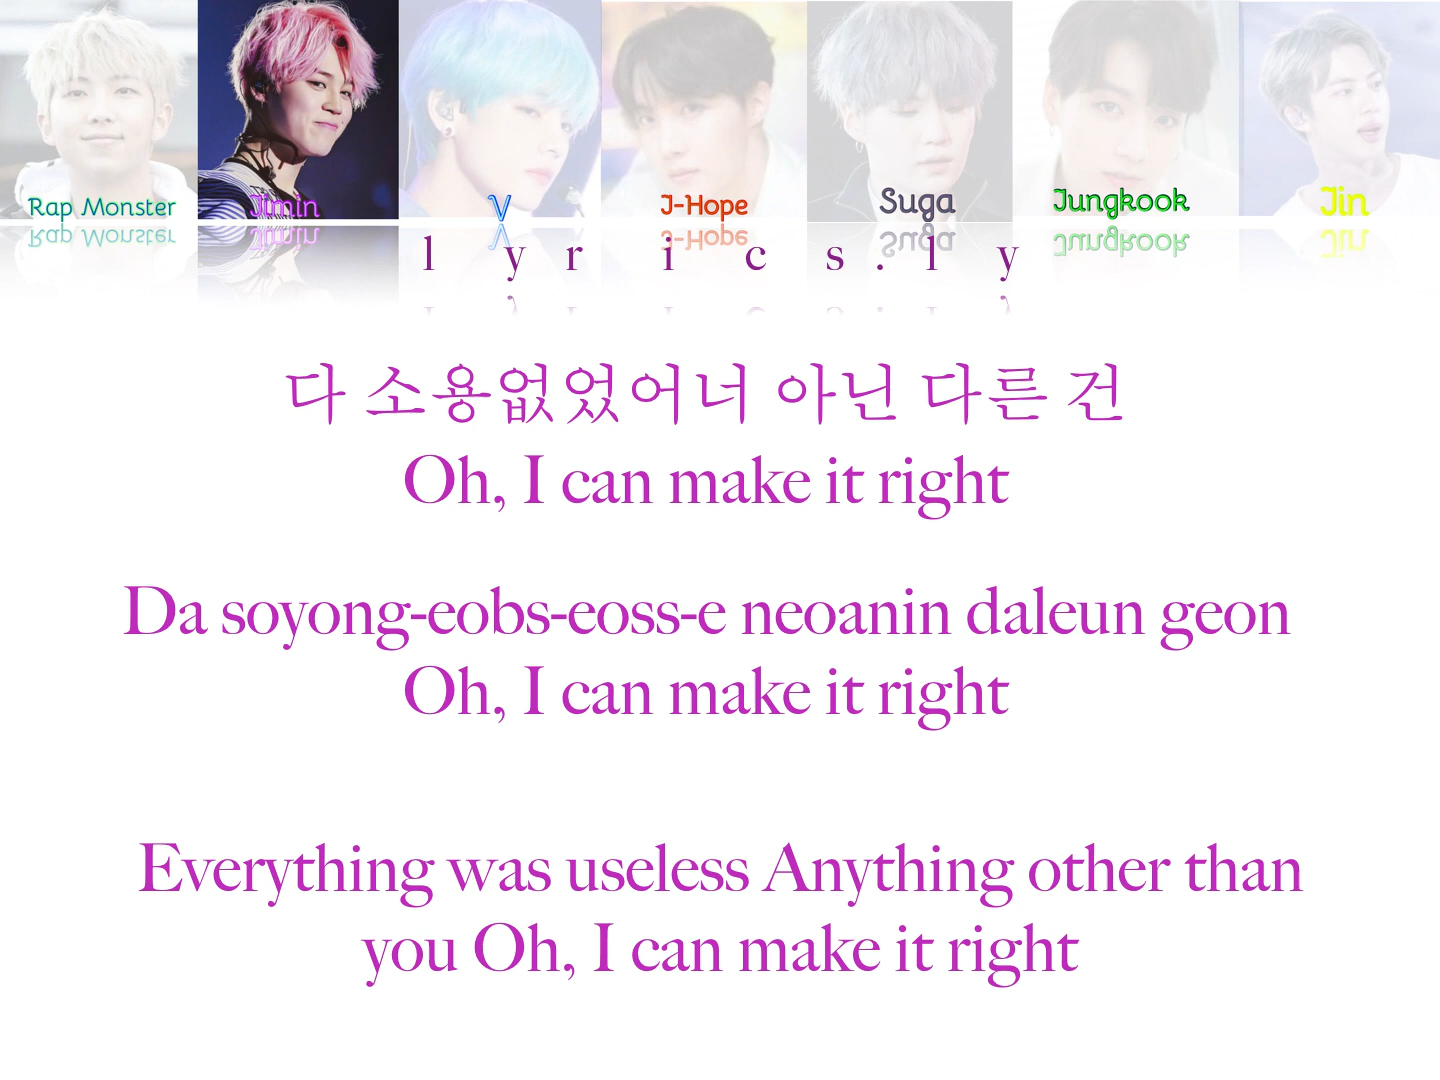 Rap Monster Jimin V J-Hope Suga Jungkook Jin
lyrics.ly
다 소용없었어너 아닌 다른 건
Oh, I can make it right
Da soyong-eobs-eoss-e neoanin daleun geon
Oh, I can make it right
Everything was useless Anything other than
you Oh, I can make it right